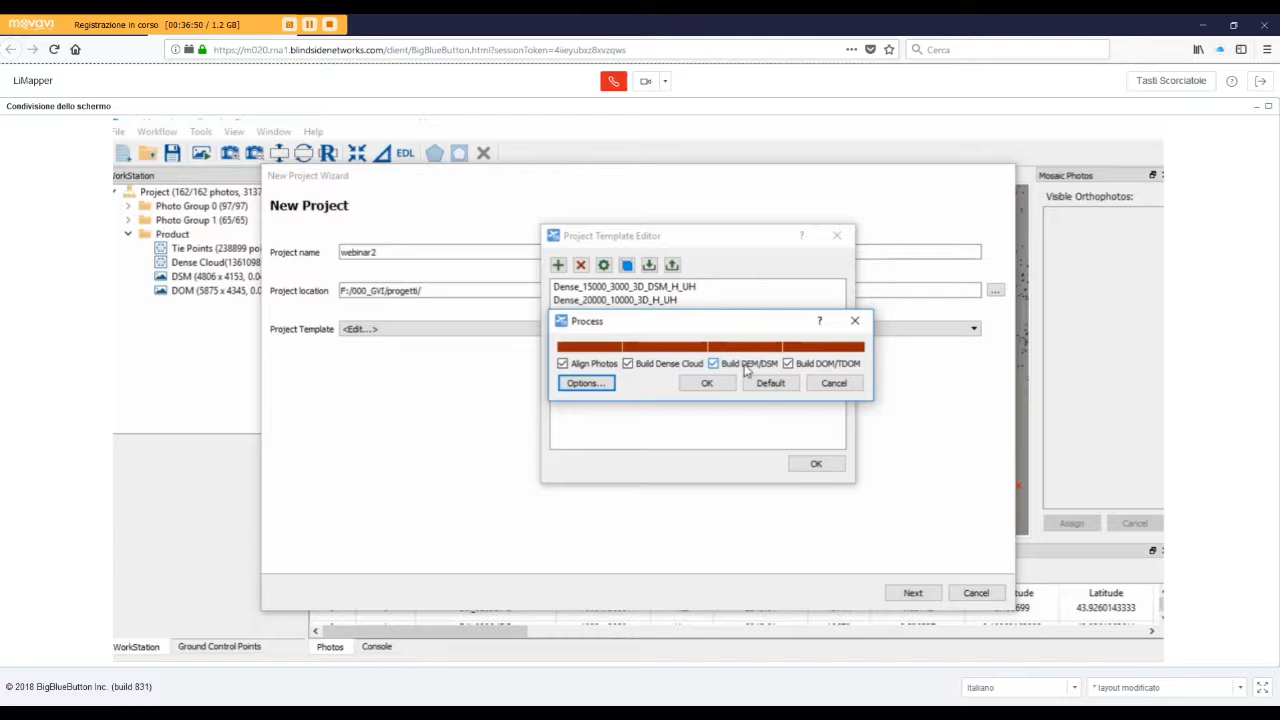 movavi
Registrazione in corso [00:36:50 / 1.2 GB]
https://m020.rna1.blindsidenetworks.com/client/BigBlueButton.html?sessionToken=4iieyubxz8xvzqws
Cerca
LiMapper
Tasti Scorciatoie
Condivisione dello schermo
File Workflow Tools View Window Help
R EDL
WorkStation
New Project Wizard
Mosaic Photos
Project (162/162 photos, 3137
Photo Group 0 (97/97)
Photo Group 1 (65/65)
Product
Tie Points (238899 poi
Dense Cloud(1361098
DSM (4806 x 4153, 0.04
DOM (5875 x 4345, 0.0
New Project
Visible Orthophotos:
Project name
webinar2
Project location
F:/000_GVI/progetti/
...
Project Template
<Edit...>
Project Template Editor
?
Dense_15000_3000_3D_DSM_H_UH
Dense_20000_10000_3D_H_UH
Process
?
Align Photos
Build Dense Cloud
Build DEM/DSM
Build DOM/TDOM
Options...
OK
Default
Cancel
OK
Assign
Cancel
Next
Cancel
Latitude
43.9260143333
WorkStation
Ground Control Points
Photos
Console
© 2018 BigBlueButton Inc. (build 831)
Italiano
* layout modificato